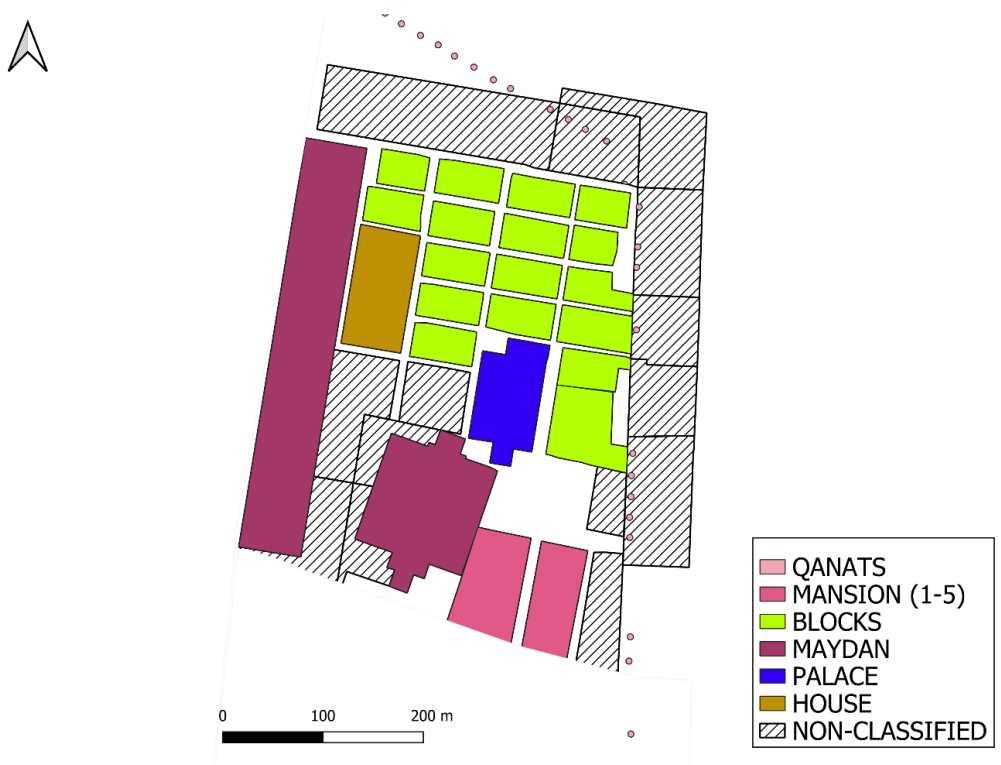 QANATS
MANSION (1-5)
BLOCKS
MAYDAN
PALACE
HOUSE
NON-CLASSIFIED
0 100 200 m